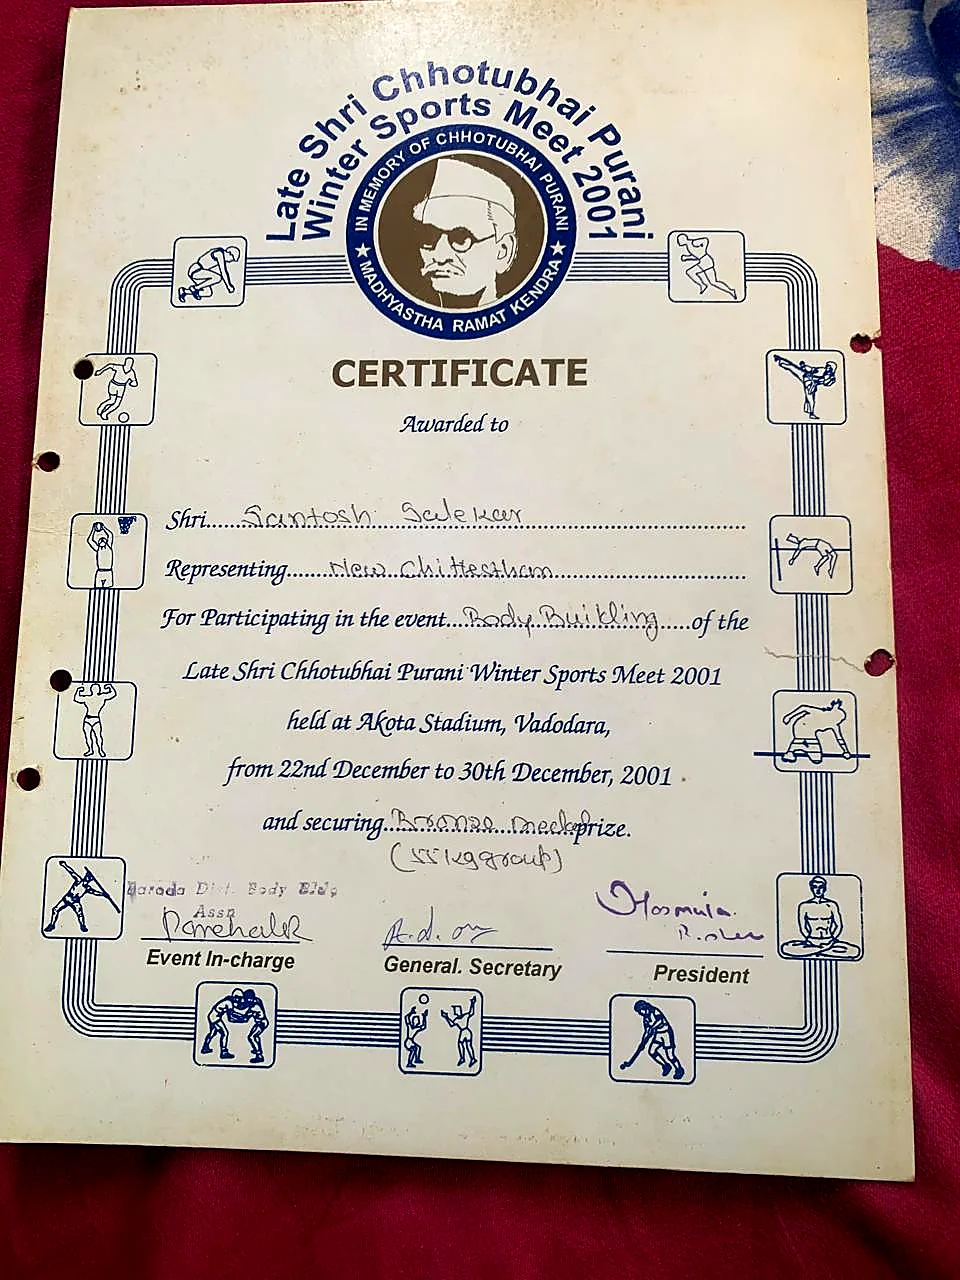 Late Shri Chhotubhai Purani
Winter Sports Meet 2001
IN MEMORY OF CHHOTUBHAI PURANI
★ MADHYASTHA RAMAT KENDRA ★
CERTIFICATE
Awarded to
Shri......Santosh Salekar......
Representing......New Chittestham......
For Participating in the event...Body Building.....of the
Late Shri Chhotubhai Purani Winter Sports Meet 2001
held at Akota Stadium, Vadodara,
from 22nd December to 30th December, 2001
and securing..Bronze medal prize.
(55 kg group)
Baroda Dist. Body Bldg
Assn
Event In-charge
General. Secretary
President